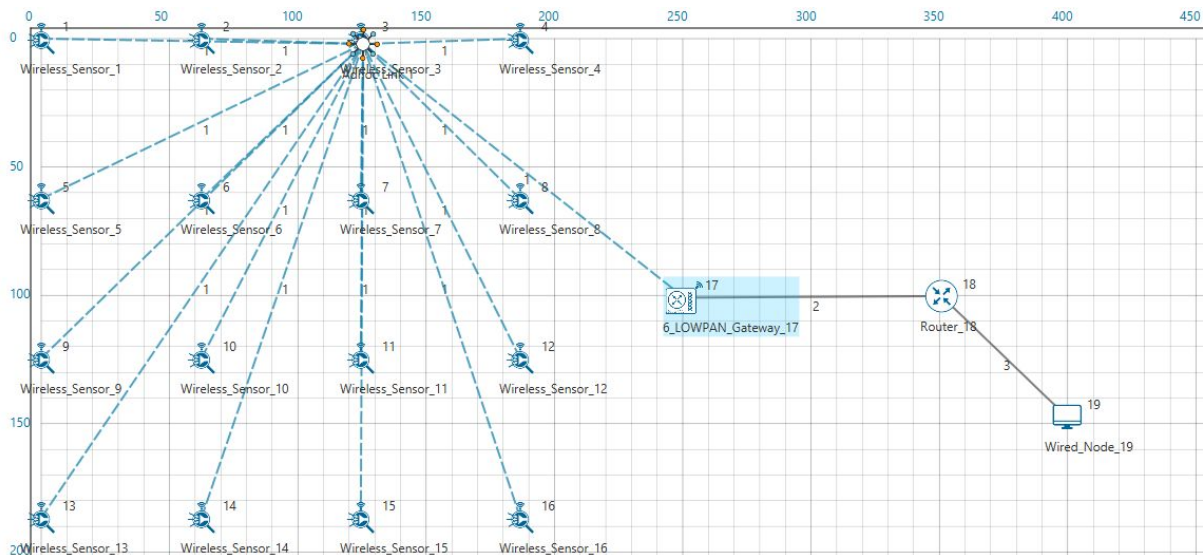 0 50 100 150 200 250 300 350 400 450
0
1 2 3 4
1 1 1
Wireless_Sensor_1 Wireless_Sensor_2 Wireless_Sensor_3 Wireless_Sensor_4
1 1 1 1
50
5 6 7 8 1
Wireless_Sensor_5 Wireless_Sensor_6 Wireless_Sensor_7 Wireless_Sensor_8
1 1 1 1
1 1 1
100
17 18
2
6_LOWPAN_Gateway_17 Router_18
9 10 11 12
3
Wireless_Sensor_9 Wireless_Sensor_10 Wireless_Sensor_11 Wireless_Sensor_12
19
150
Wired_Node_19
13 14 15 16
200
Wireless_Sensor_13 Wireless_Sensor_14 Wireless_Sensor_15 Wireless_Sensor_16